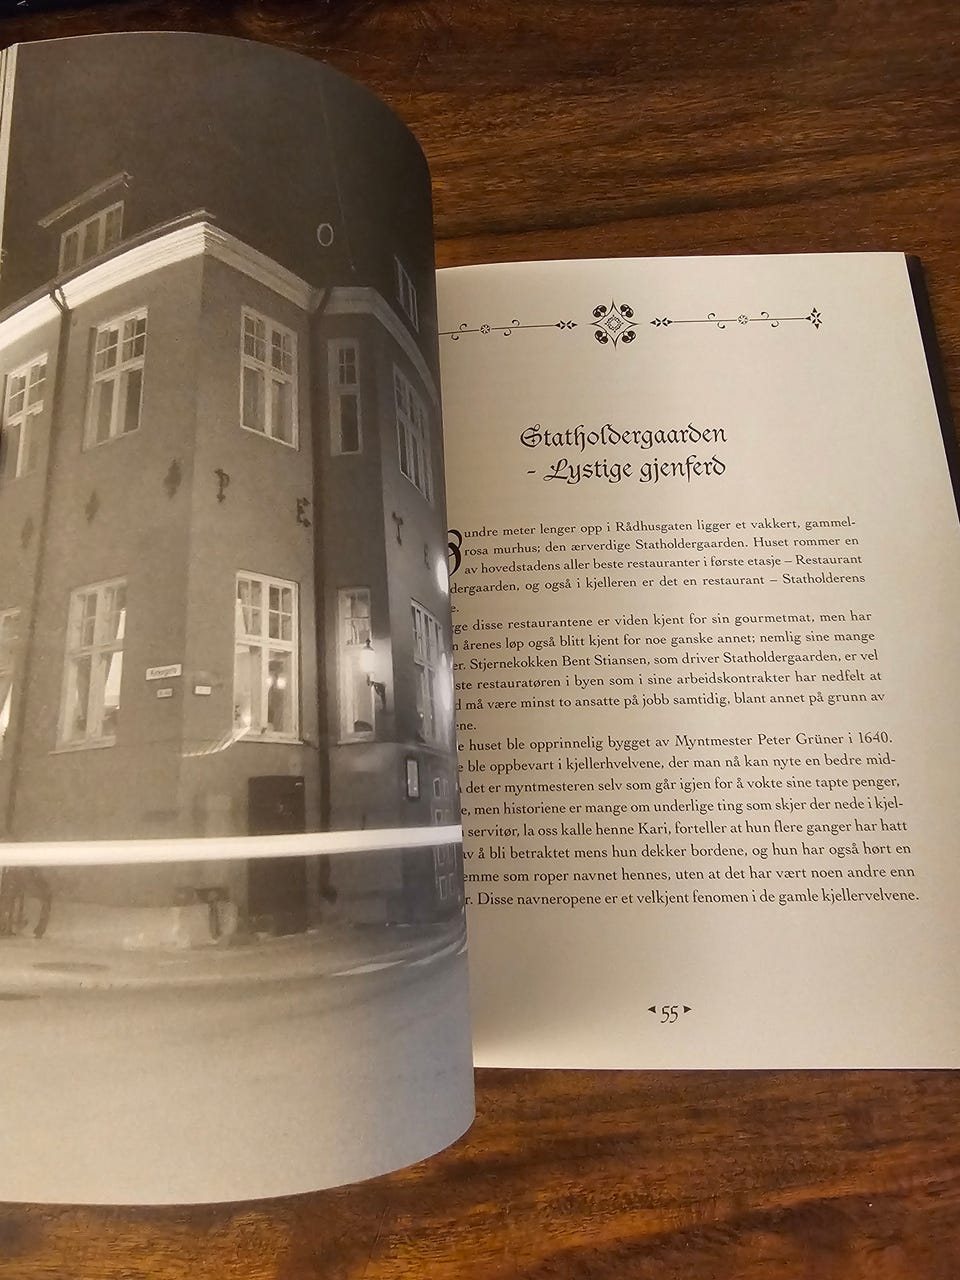 P E T
Statholdergaarden
- Lystige gjenferd
undre meter lenger opp i Rådhusgaten ligger et vakkert, gammel-
rosa murhus; den ærverdige Statholdergaarden. Huset rommer en
av hovedstadens aller beste restauranter i første etasje – Restaurant
dergaarden, og også i kjelleren er det en restaurant – Statholderens
e.
ge disse restaurantene er viden kjent for sin gourmetmat, men har
n årenes løp også blitt kjent for noe ganske annet; nemlig sine mange
er. Stjernekokken Bent Stiansen, som driver Statholdergaarden, er vel
ste restauratøren i byen som i sine arbeidskontrakter har nedfelt at
d må være minst to ansatte på jobb samtidig, blant annet på grunn av
ene.
e huset ble opprinnelig bygget av Myntmester Peter Grüner i 1640.
e ble oppbevart i kjellerhvelvene, der man nå kan nyte en bedre mid-
det er myntmesteren selv som går igjen for å vokte sine tapte penger,
e, men historiene er mange om underlige ting som skjer der nede i kjel-
servitør, la oss kalle henne Kari, forteller at hun flere ganger har hatt
av å bli betraktet mens hun dekker bordene, og hun har også hørt en
emme som roper navnet hennes, uten at det har vært noen andre enn
r. Disse navneropene er et velkjent fenomen i de gamle kjellervelvene.
55